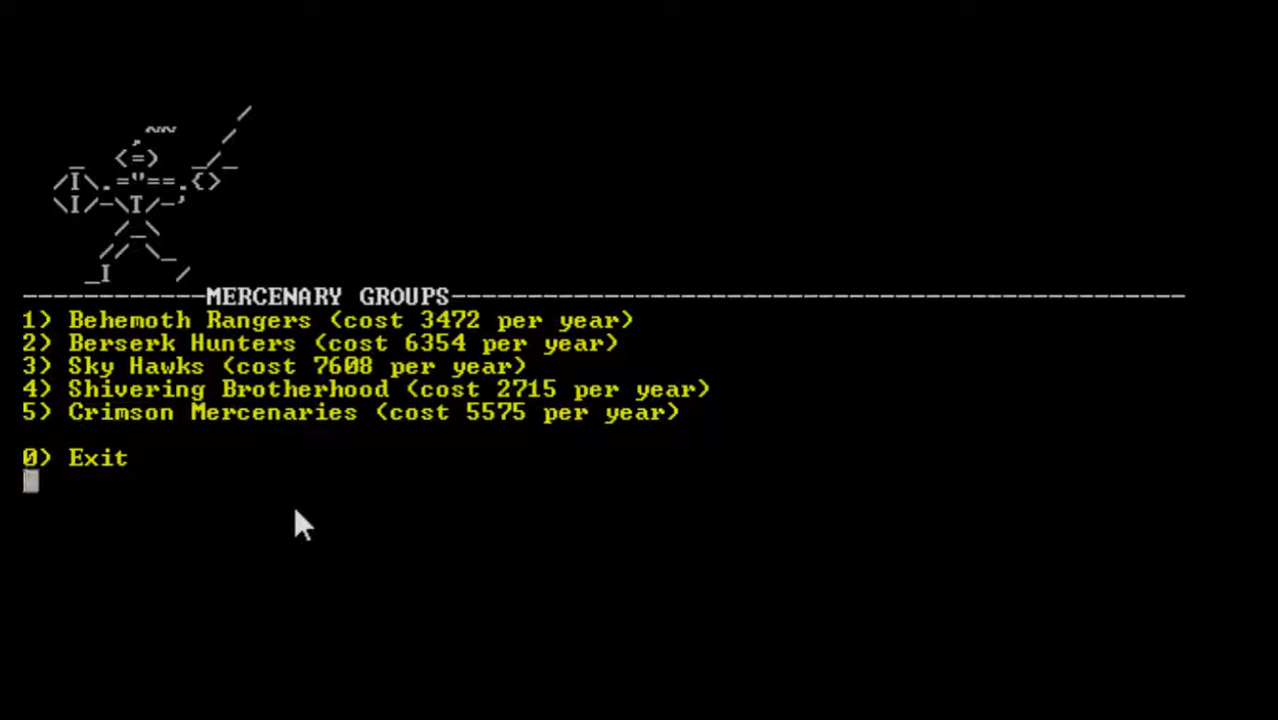 MERCENARY GROUPS
1) Behemoth Rangers (cost 3472 per year)
2) Berserk Hunters (cost 6354 per year)
3) Sky Hawks (cost 7608 per year)
4) Shivering Brotherhood (cost 2715 per year)
5) Crimson Mercenaries (cost 5575 per year)
0) Exit